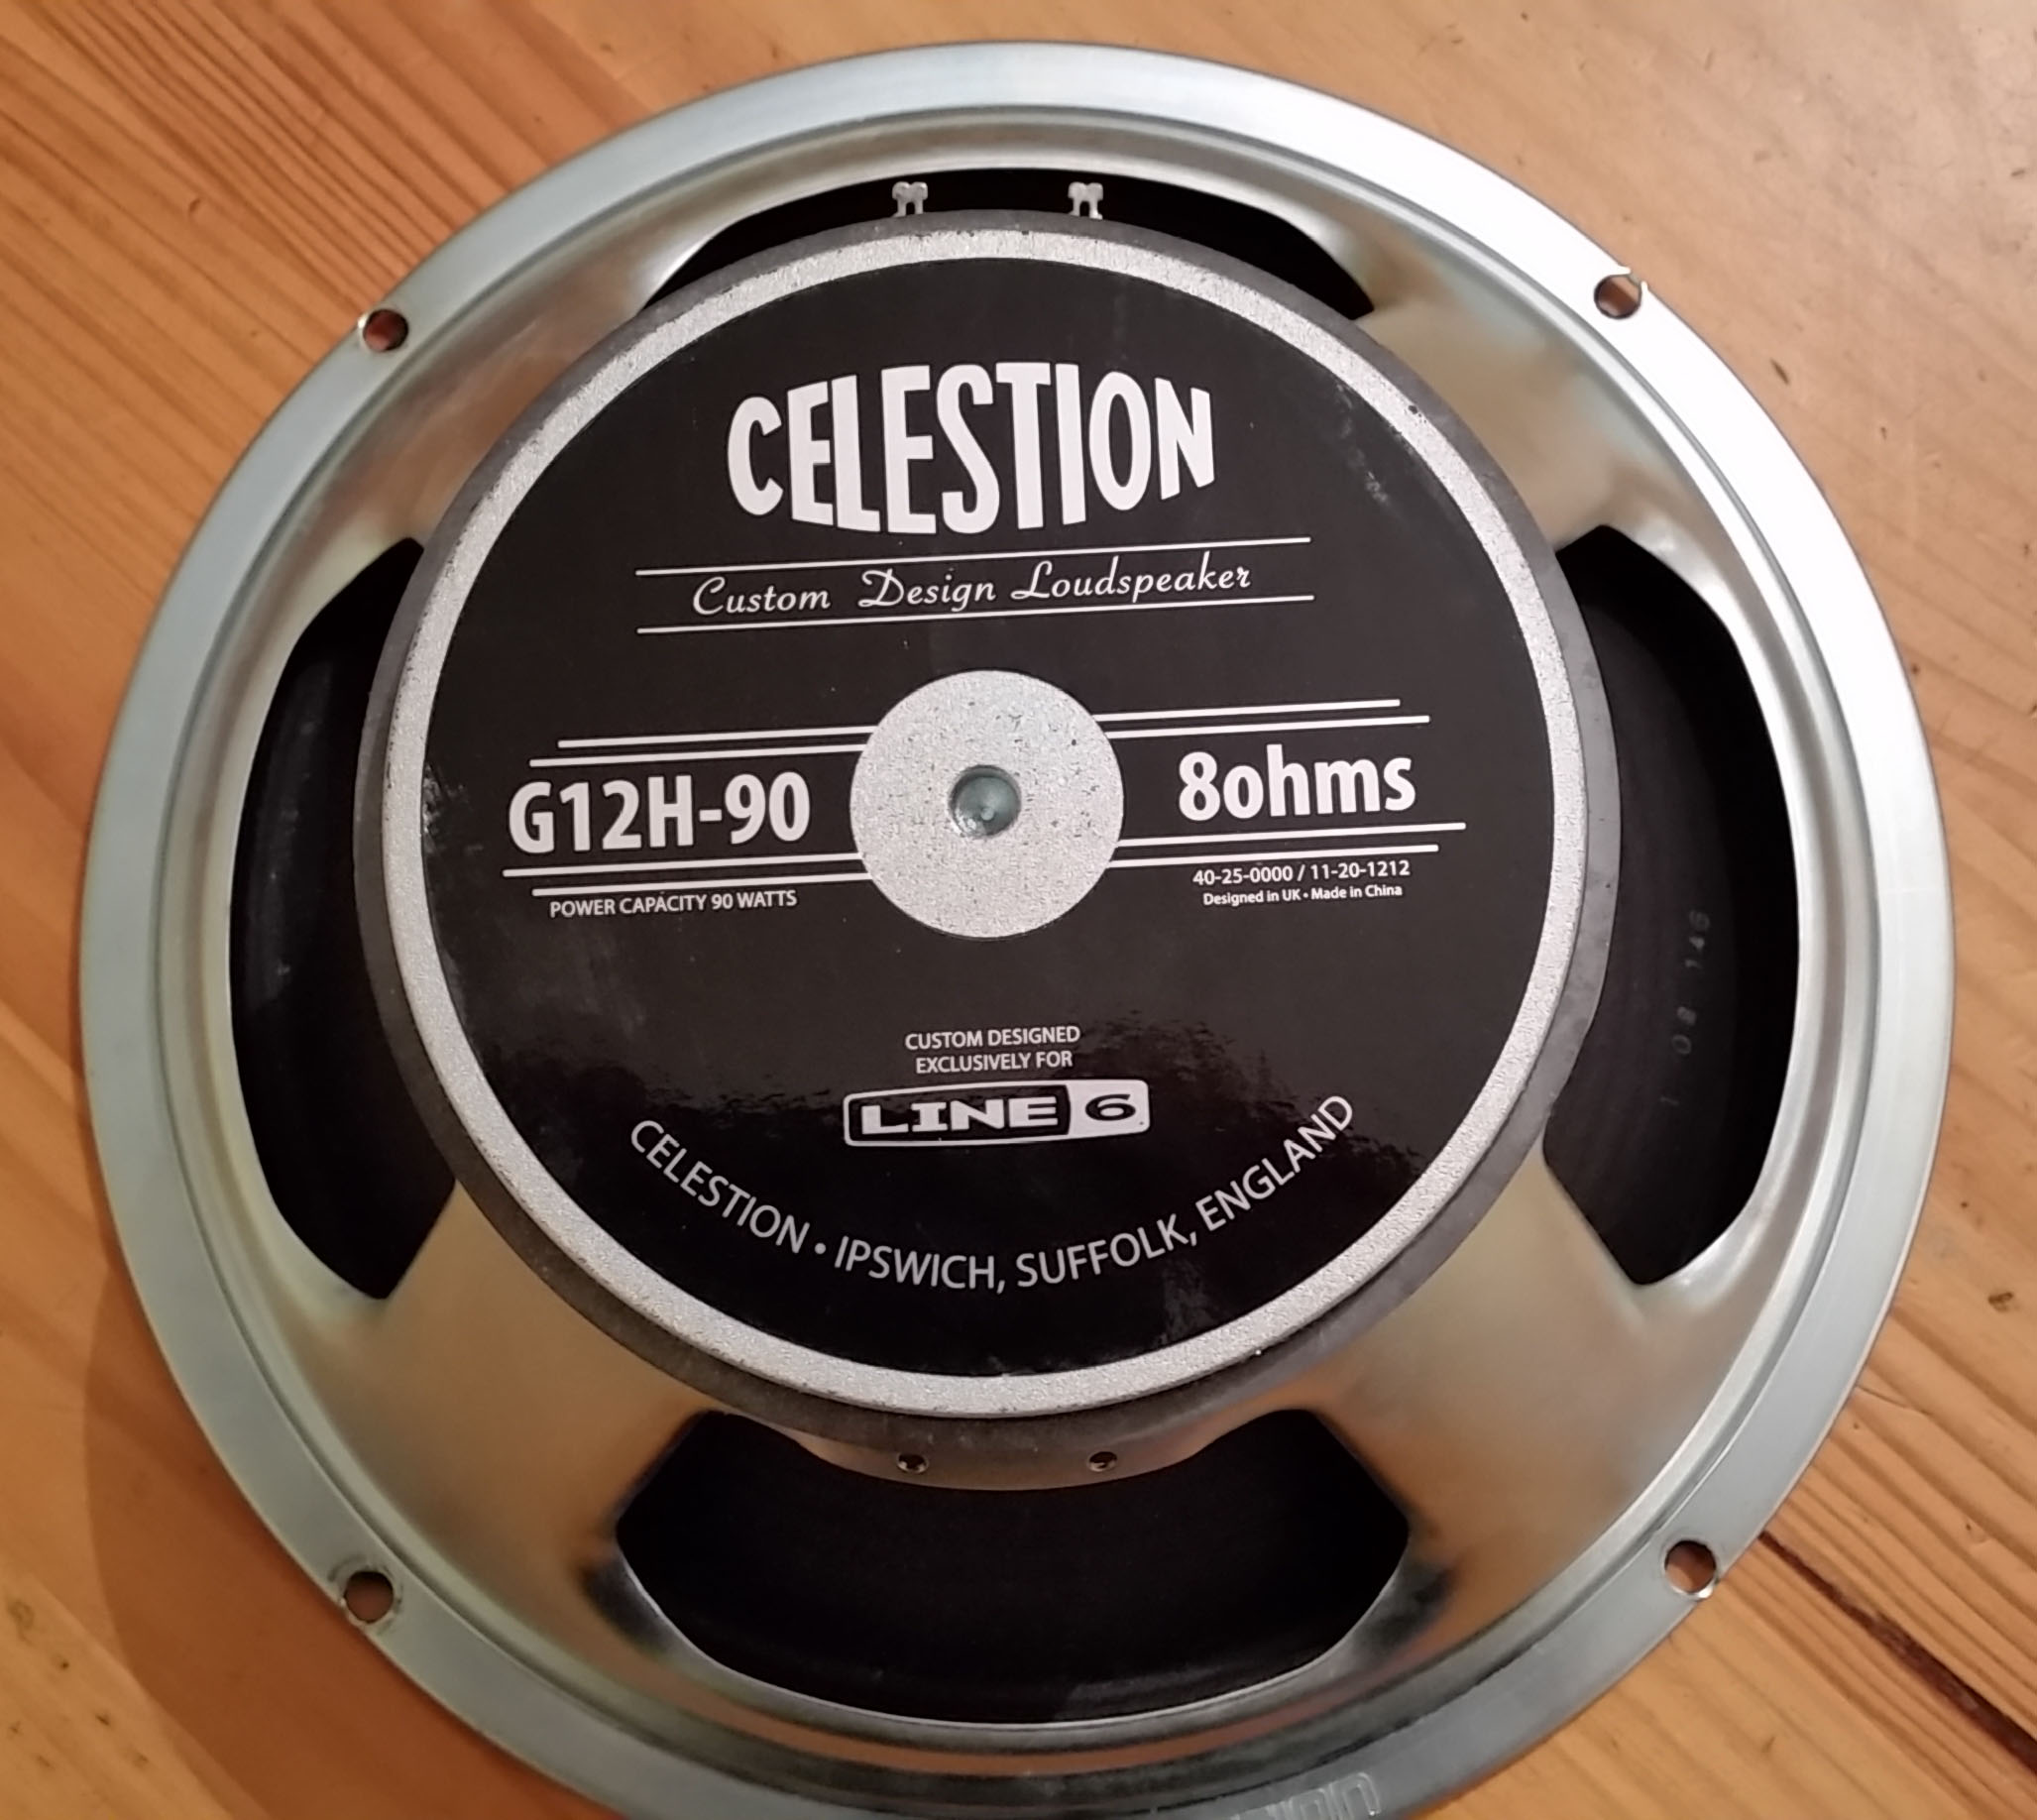 CELESTION
Custom Design Loudspeaker
G12H-90
8ohms
POWER CAPACITY 90 WATTS
40-25-0000 / 11-20-1212
Designed in UK • Made in China
CUSTOM DESIGNED
EXCLUSIVELY FOR
LINE 6
CELESTION • IPSWICH, SUFFOLK, ENGLAND